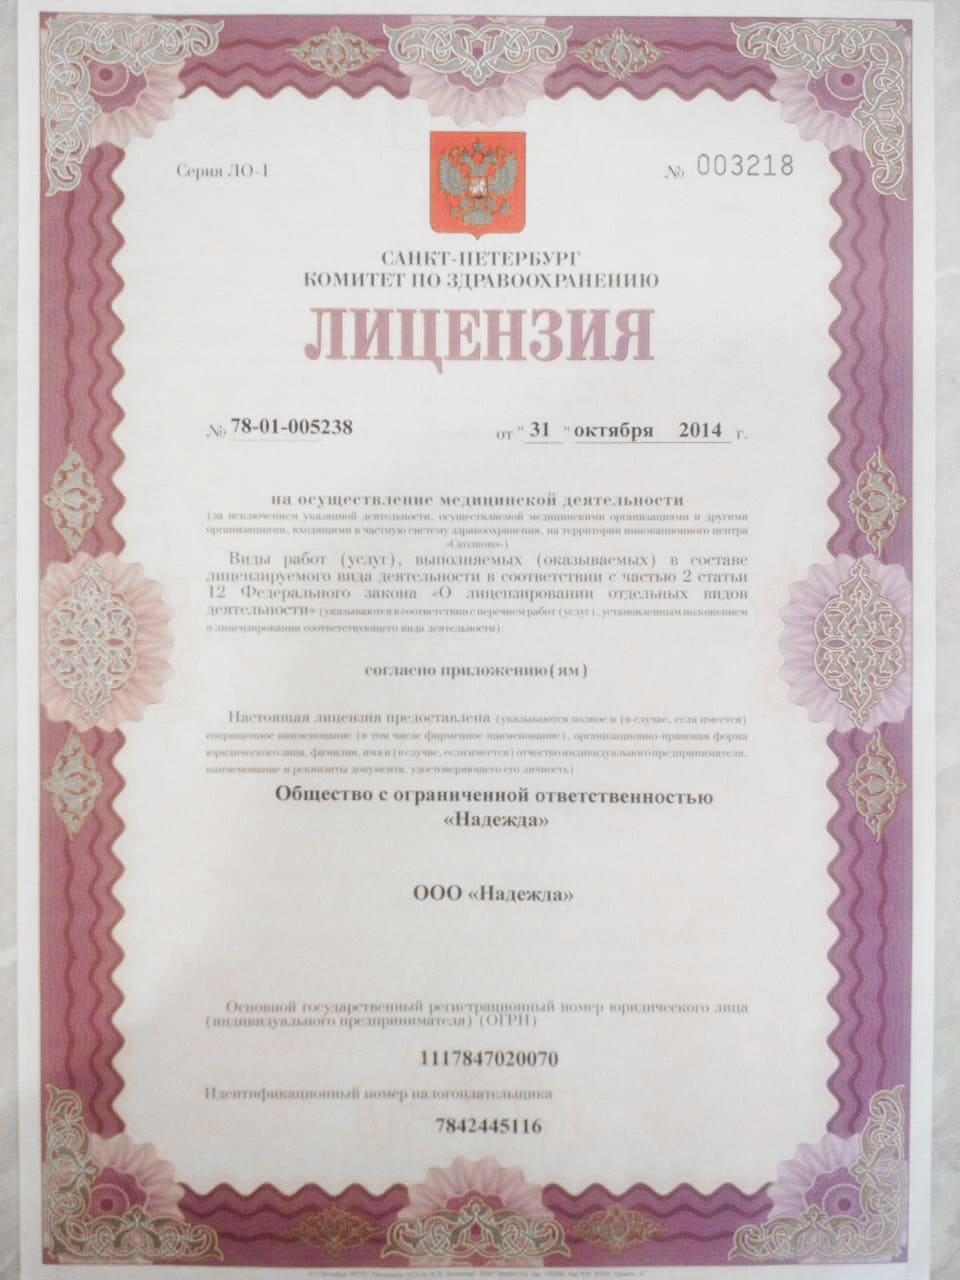 Серия ЛО-1
№ 003218
САНКТ-ПЕТЕРБУРГ
КОМИТЕТ ПО ЗДРАВООХРАНЕНИЮ
ЛИЦЕНЗИЯ
№ 78-01-005238
от " 31 " октября 2014 г.
на осуществление медицинской деятельности
(за исключением указанной деятельности, осуществляемой медицинскими организациями и другими
организациями, входящими в частную систему здравоохранения, на территории инновационного центра
«Сколково»)
Виды работ (услуг), выполняемых (оказываемых) в составе
лицензируемого вида деятельности в соответствии с частью 2 статьи
12 Федерального закона «О лицензировании отдельных видов
деятельности» (указываются в соответствии с перечнем работ (услуг), установленным положением
о лицензировании соответствующего вида деятельности):
согласно приложению(ям)
Настоящая лицензия предоставлена (указываются полное и (в случае, если имеется)
сокращенное наименование (в том числе фирменное наименование), организационно-правовая форма
юридического лица, фамилия, имя и (в случае, если имеется) отчество индивидуального предпринимателя,
наименование и реквизиты документа, удостоверяющего его личность)
Общество с ограниченной ответственностью
«Надежда»
ООО «Надежда»
Основной государственный регистрационный номер юридического лица
(индивидуального предпринимателя) (ОГРН)
1117847020070
Идентификационный номер налогоплательщика
7842445116